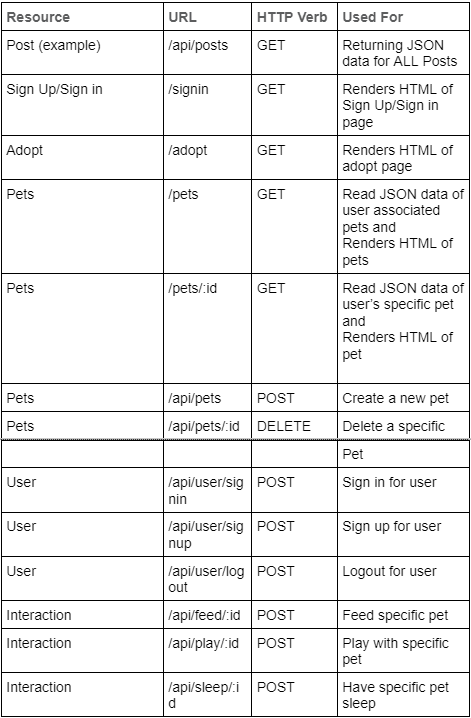 Resource URL HTTP Verb Used For
Post (example) /api/posts GET Returning JSON
data for ALL Posts
Sign Up/Sign in /signin GET Renders HTML of
Sign Up/Sign in
page
Adopt /adopt GET Renders HTML of
adopt page
Pets /pets GET Read JSON data of
user associated
pets and
Renders HTML of
pets
Pets /pets/:id GET Read JSON data of
user's specific pet
and
Renders HTML of
pet
Pets /api/pets POST Create a new pet
Pets /api/pets/:id DELETE Delete a specific
Pet
User /api/user/sig POST Sign in for user
nin
User /api/user/sig POST Sign up for user
nup
User /api/user/log POST Logout for user
out
Interaction /api/feed/:id POST Feed specific pet
Interaction /api/play/:id POST Play with specific
pet
Interaction /api/sleep/:i POST Have specific pet
d sleep